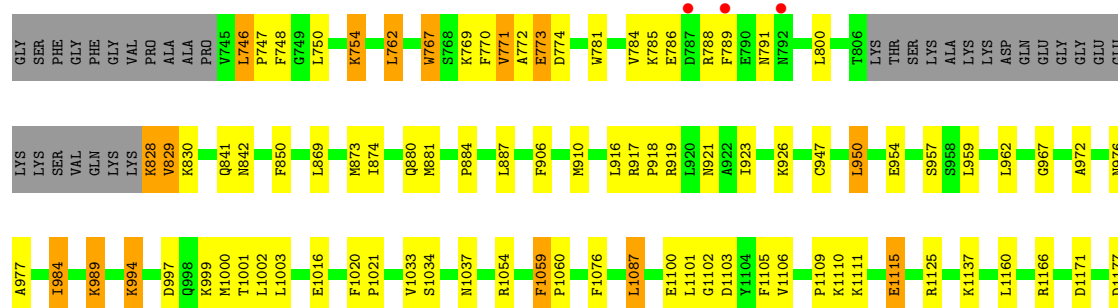 GLY SER PHE GLY PHE GLY VAL PRO ALA ALA PRO V745 L746 P747 F748 G749 L750 K754 L762 W767 S768 K769 F770 V771 A772 E773 D774 W781 V784 K785 E786 D787 R788 F789 E790 N791 N792 L800 T806 LYS THR SER LYS ALA LYS LYS ASP GLN GLU GLY GLY GLU GLU
LYS LYS SER VAL GLN LYS LYS K828 V829 K830 Q841 N842 F850 L869 M873 I874 Q880 M881 P884 L887 F906 M910 L916 R917 P918 R919 L920 N921 A922 I923 K926 C947 L950 E954 S957 S958 L959 L962 G967 A972 N976
A977 I984 K989 K994 D997 Q998 K999 M1000 T1001 L1002 L1003 E1016 F1020 P1021 V1033 S1034 N1037 R1054 F1059 P1060 F1076 L1087 E1100 L1101 G1102 D1103 Y1104 F1105 V1106 P1109 K1110 K1111 E1115 R1125 K1137 L1160 R1166 D1171